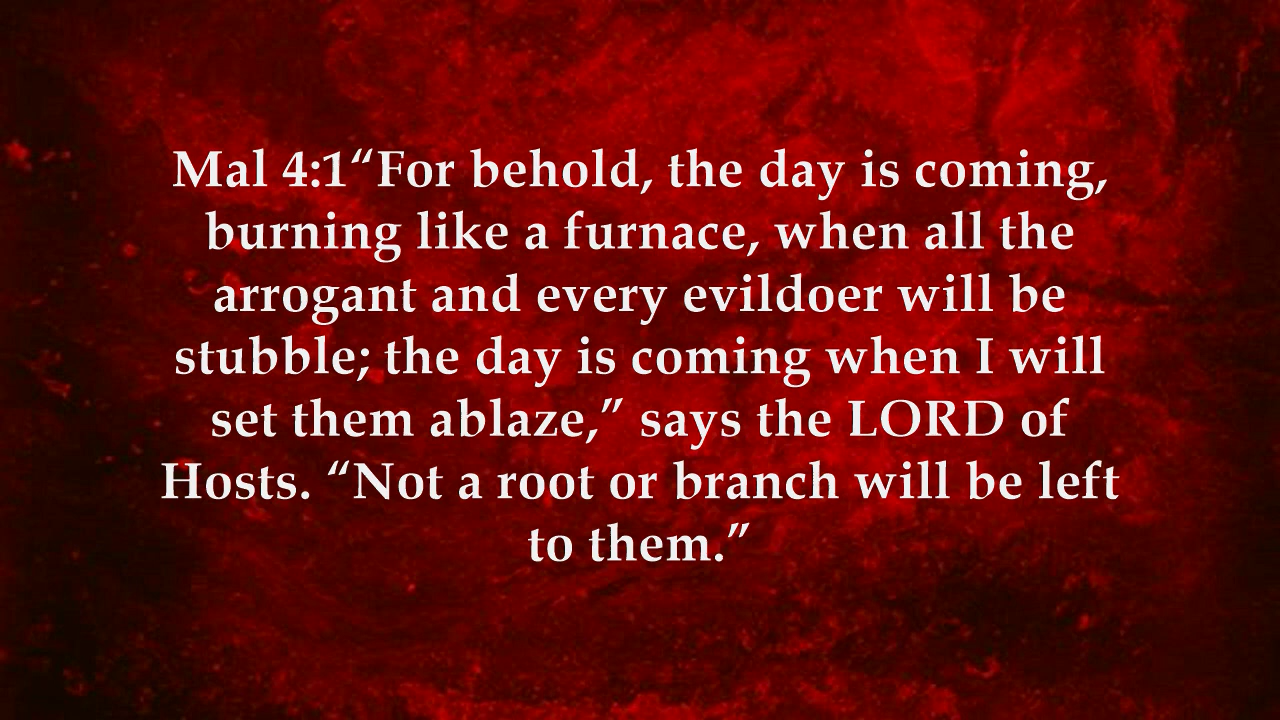 Mal 4:1“For behold, the day is coming,
burning like a furnace, when all the
arrogant and every evildoer will be
stubble; the day is coming when I will
set them ablaze,” says the LORD of
Hosts. “Not a root or branch will be left
to them.”